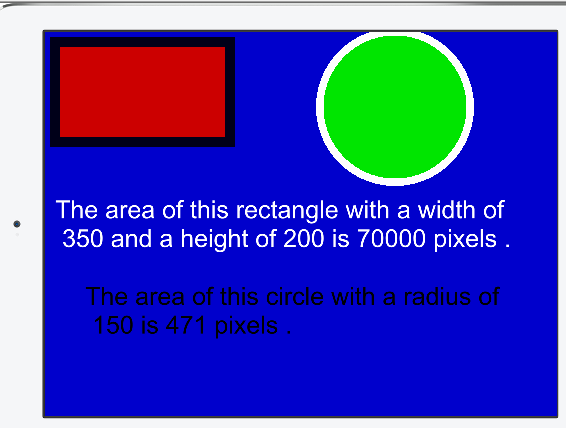 The area of this rectangle with a width of
350 and a height of 200 is 70000 pixels .
The area of this circle with a radius of
150 is 471 pixels .